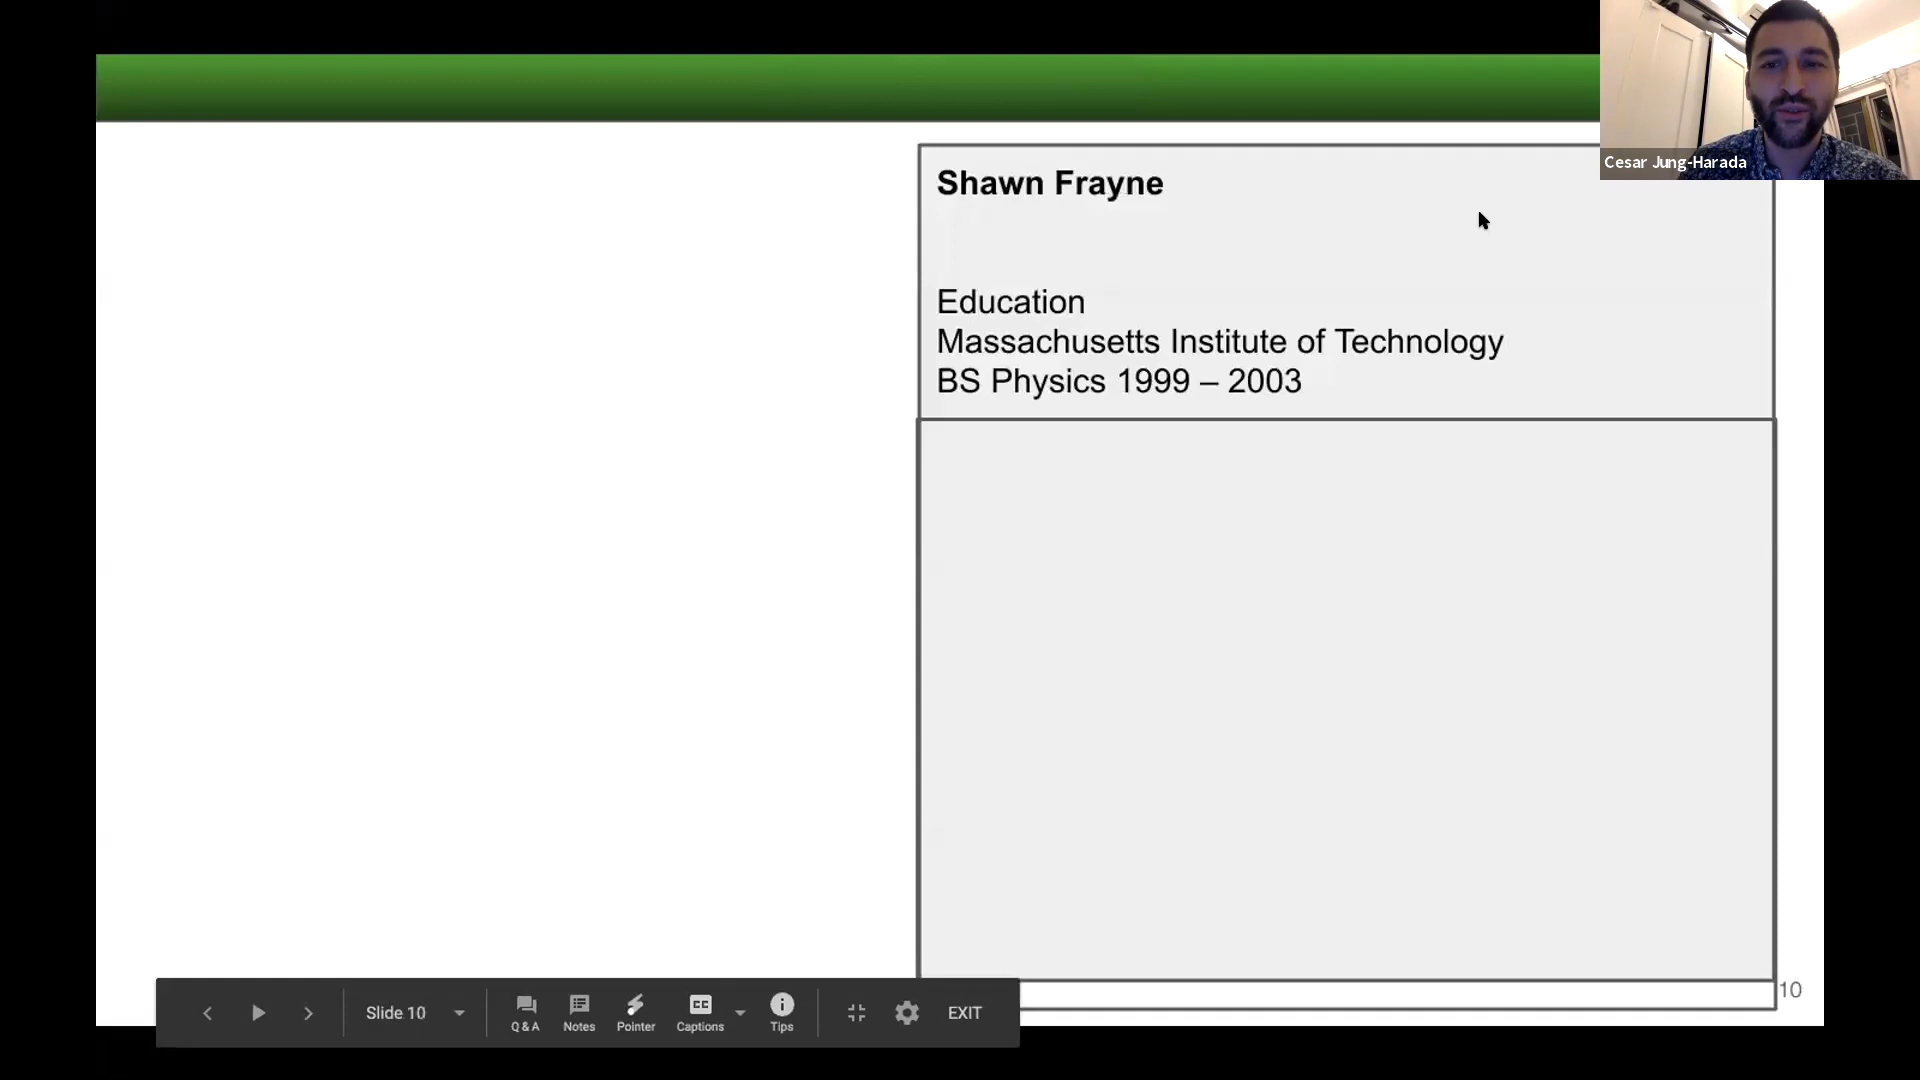 Cesar Jung-Harada
Shawn Frayne
Education
Massachusetts Institute of Technology
BS Physics 1999 – 2003
10
Slide 10
Q & A
Notes
Pointer
CC
Captions
Tips
EXIT